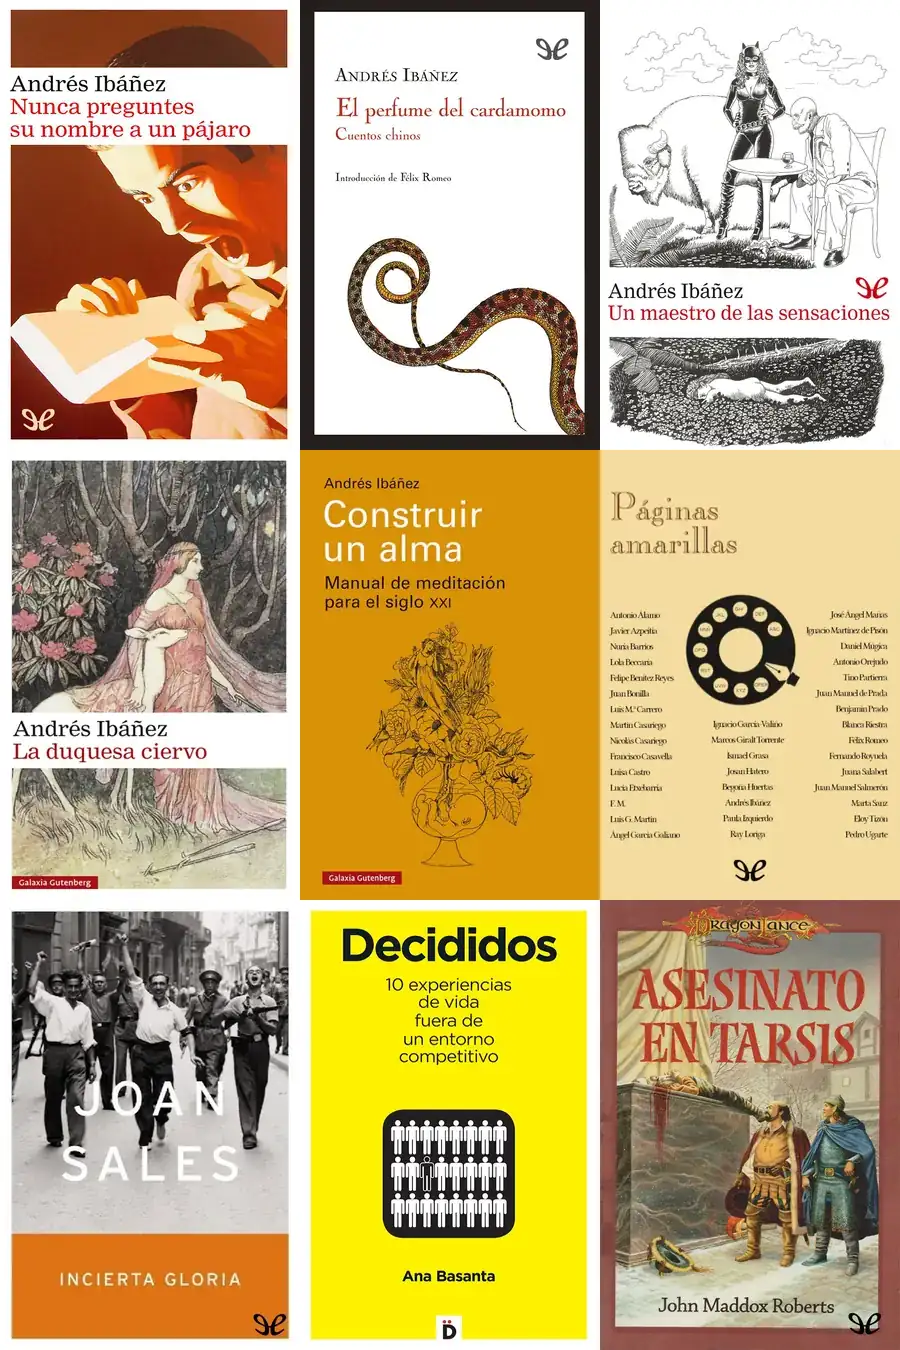 Andrés Ibáñez
Nunca preguntes
su nombre a un pájaro
Andrés Ibáñez
El perfume del cardamomo
Cuentos chinos
Introducción de Félix Romeo
Andrés Ibáñez
Un maestro de las sensaciones
Andrés Ibáñez
La duquesa ciervo
Galaxia Gutenberg
Andrés Ibáñez
Construir
un alma
Manual de meditación
para el siglo XXI
Galaxia Gutenberg
Páginas
amarillas
Antonio Álamo
Javier Azpeitia
Nuria Barrios
Lola Beccaria
Felipe Benítez Reyes
Juan Bonilla
Luis M.ª Carrero
Martín Casariego
Nicolás Casariego
Francisco Casavella
Luisa Castro
Lucía Etxebarria
F. M.
Luis G. Martín
Ángel García Galiano
Ignacio García-Valiño
Marcos Giralt Torrente
Ismael Grasa
Josan Hatero
Begoña Huertas
Andrés Ibáñez
Paula Izquierdo
Ray Loriga
José Ángel Mañas
Ignacio Martínez de Pisón
Daniel Múgica
Antonio Orejudo
Tino Pertierra
Juan Manuel de Prada
Benjamín Prado
Blanca Riestra
Félix Romeo
Fernando Royuela
Juana Salabert
Juan Manuel Salmerón
Marta Sanz
Eloy Tizón
Pedro Ugarte
JOAN
SALES
INCIERTA GLORIA
Decididos
10 experiencias
de vida
fuera de
un entorno
competitivo
Ana Basanta
D
DRAGONLANCE
ASESINATO
EN TARSIS
John Maddox Roberts